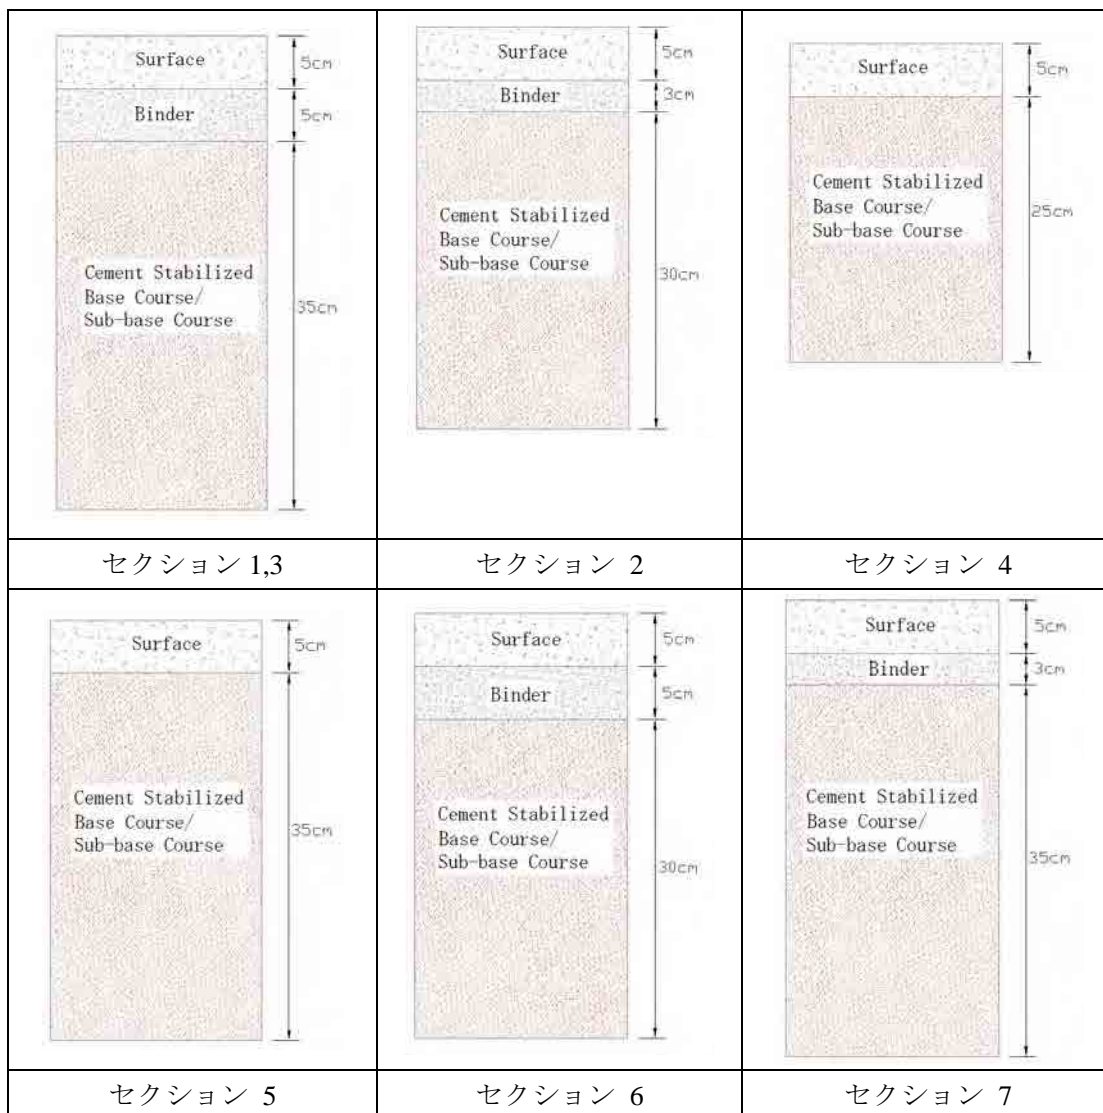 Surface
5cm
Binder
5cm
Cement Stabilized
Base Course/
Sub-base Course
35cm
セクション 1,3
Surface
5cm
Binder
3cm
Cement Stabilized
Base Course/
Sub-base Course
30cm
セクション 2
Surface
5cm
Cement Stabilized
Base Course/
Sub-base Course
25cm
セクション 4
Surface
5cm
Cement Stabilized
Base Course/
Sub-base Course
35cm
セクション 5
Surface
5cm
Binder
5cm
Cement Stabilized
Base Course/
Sub-base Course
30cm
セクション 6
Surface
5cm
Binder
3cm
Cement Stabilized
Base Course/
Sub-base Course
35cm
セクション 7